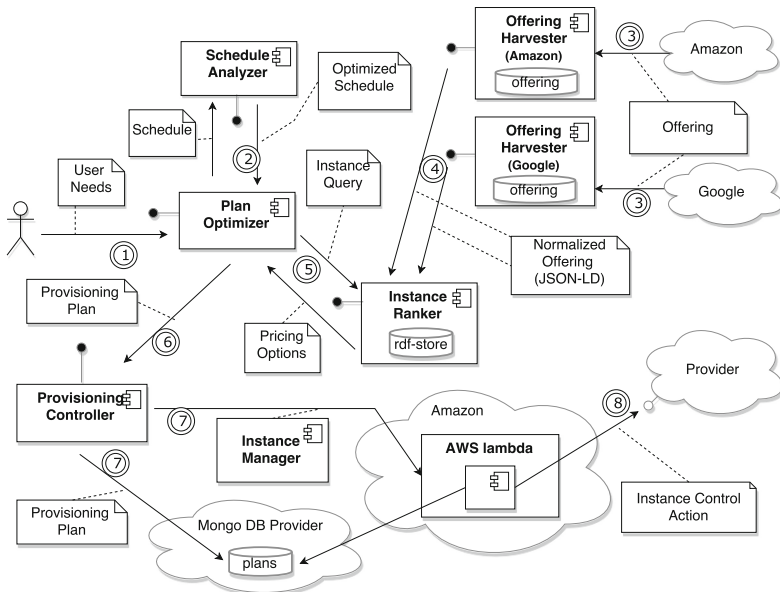 Schedule
Analyzer
Optimized
Schedule
Offering
Harvester
(Amazon)
offering
3
Amazon
Schedule
2
Offering
Offering
Harvester
(Google)
offering
3
Google
User
Needs
Instance
Query
4
Plan
Optimizer
1
5
Normalized
Offering
(JSON-LD)
Provisioning
Plan
6
Pricing
Options
Instance
Ranker
rdf-store
Provider
Provisioning
Controller
7
Instance
Manager
Amazon
AWS lambda
8
7
Provisioning
Plan
Mongo DB Provider
plans
Instance Control
Action